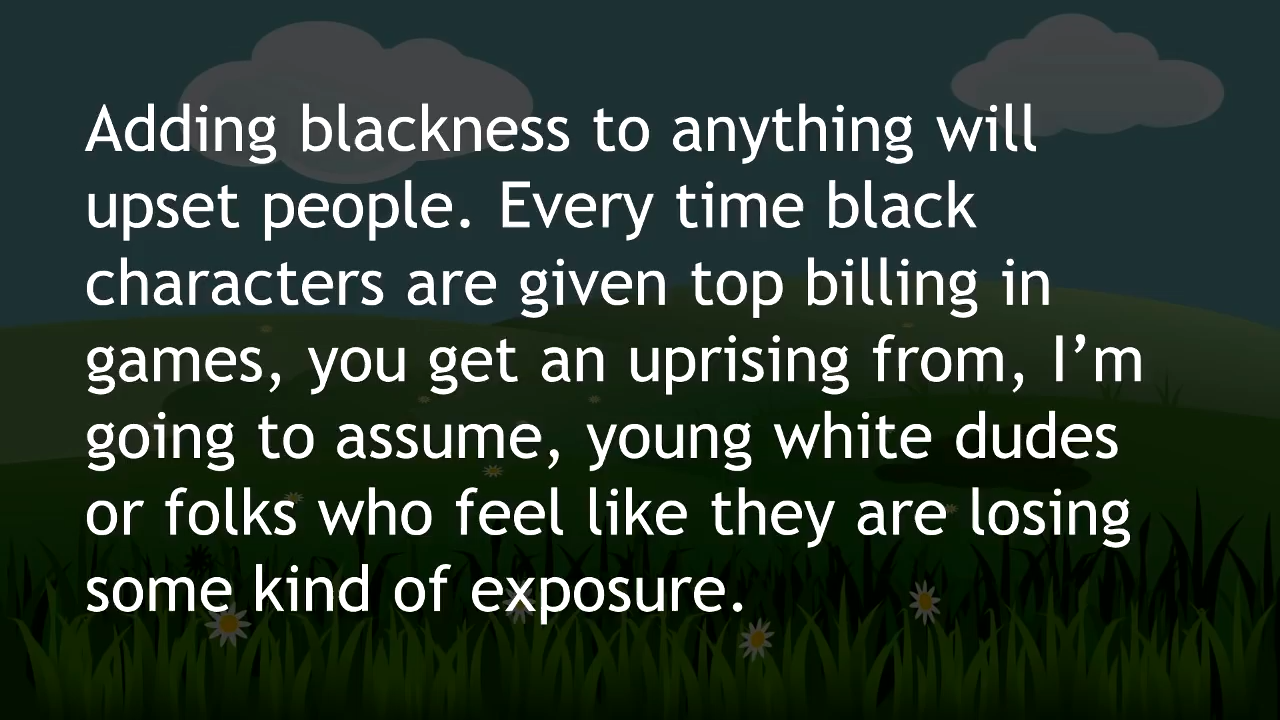 Adding blackness to anything will
upset people. Every time black
characters are given top billing in
games, you get an uprising from, I’m
going to assume, young white dudes
or folks who feel like they are losing
some kind of exposure.